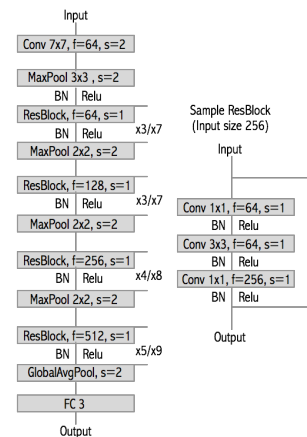 Input
Conv 7x7, f=64, s=2
MaxPool 3x3 , s=2
BN Relu
ResBlock, f=64, s=1
BN Relu
x3/x7
MaxPool 2x2, s=2
ResBlock, f=128, s=1
BN Relu
x3/x7
MaxPool 2x2, s=2
ResBlock, f=256, s=1
BN Relu
x4/x8
MaxPool 2x2, s=2
ResBlock, f=512, s=1
BN Relu
x5/x9
GlobalAvgPool, s=2
FC 3
Output
Sample ResBlock
(Input size 256)
Input
Conv 1x1, f=64, s=1
BN Relu
Conv 3x3, f=64, s=1
BN Relu
Conv 1x1, f=256, s=1
BN Relu
Output